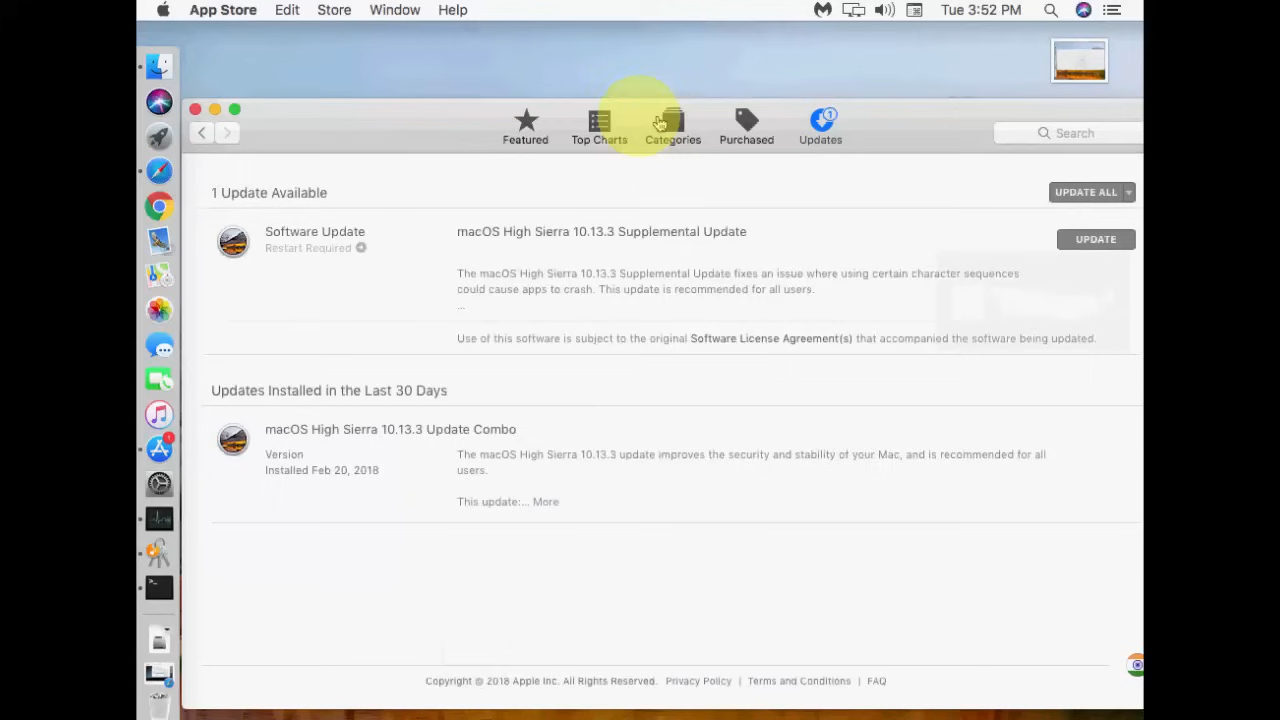 App Store Edit Store Window Help Tue 3:52 PM
Featured Top Charts Categories Purchased Updates 1
Search
1 Update Available
UPDATE ALL
Software Update
Restart Required
macOS High Sierra 10.13.3 Supplemental Update
UPDATE
The macOS High Sierra 10.13.3 Supplemental Update fixes an issue where using certain character sequences
could cause apps to crash. This update is recommended for all users.
...
Use of this software is subject to the original Software License Agreement(s) that accompanied the software being updated.
Updates Installed in the Last 30 Days
macOS High Sierra 10.13.3 Update Combo
Version
Installed Feb 20, 2018
The macOS High Sierra 10.13.3 update improves the security and stability of your Mac, and is recommended for all
users.
This update:... More
1
Copyright © 2018 Apple Inc. All Rights Reserved. Privacy Policy | Terms and Conditions | FAQ